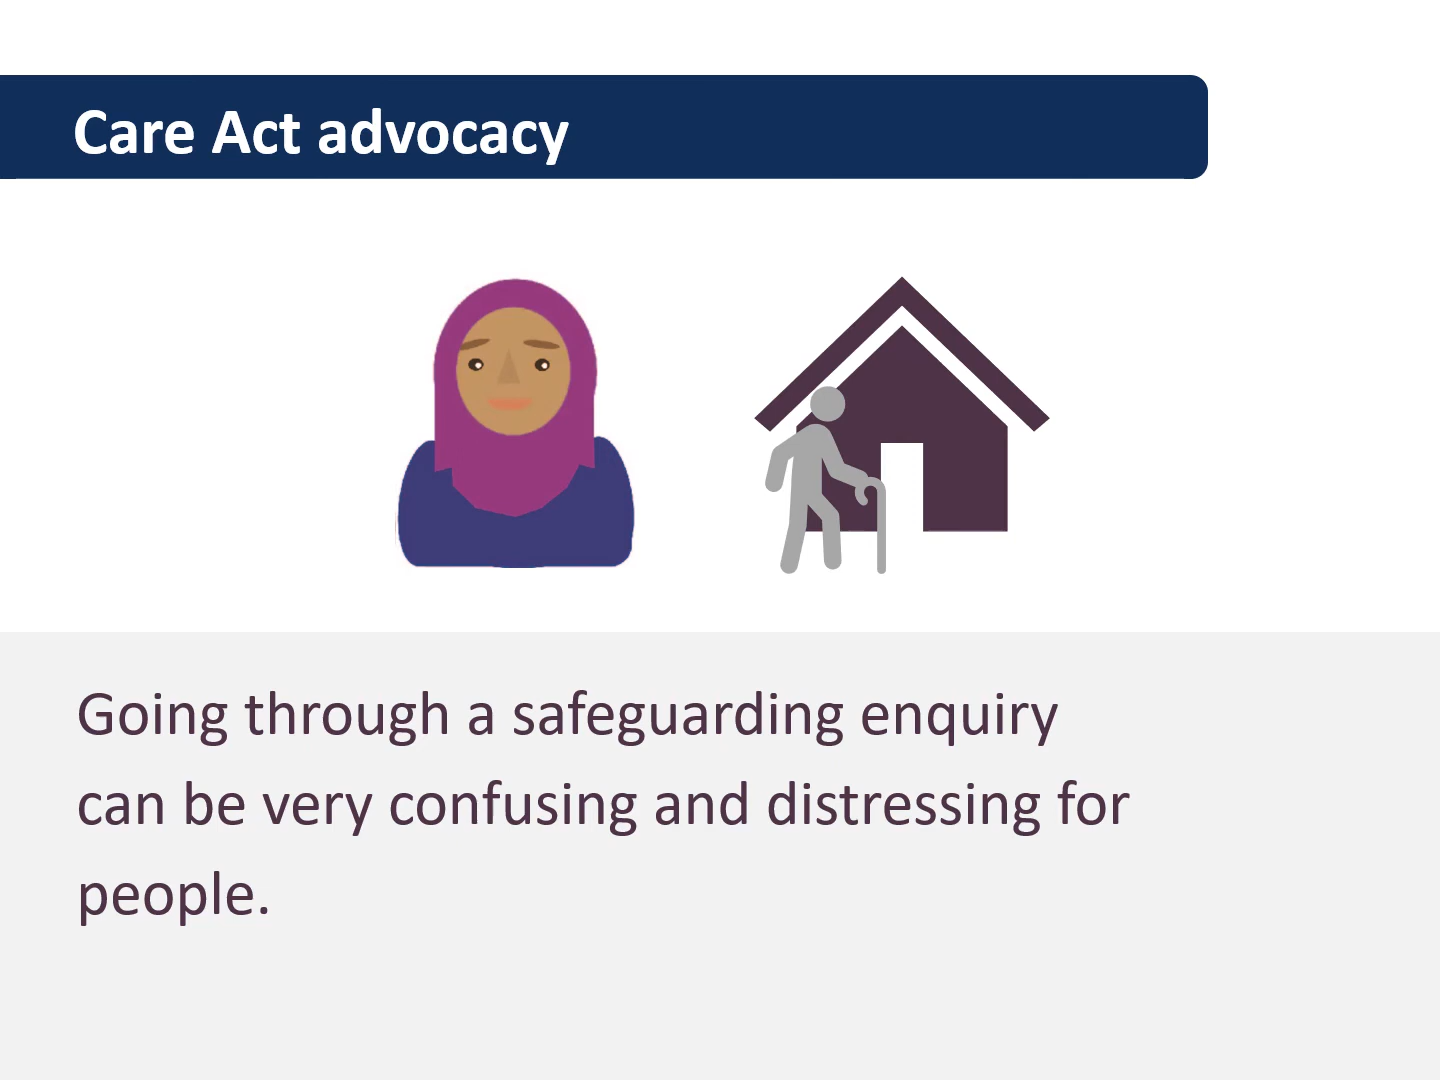 Care Act advocacy
Going through a safeguarding enquiry
can be very confusing and distressing for
people.